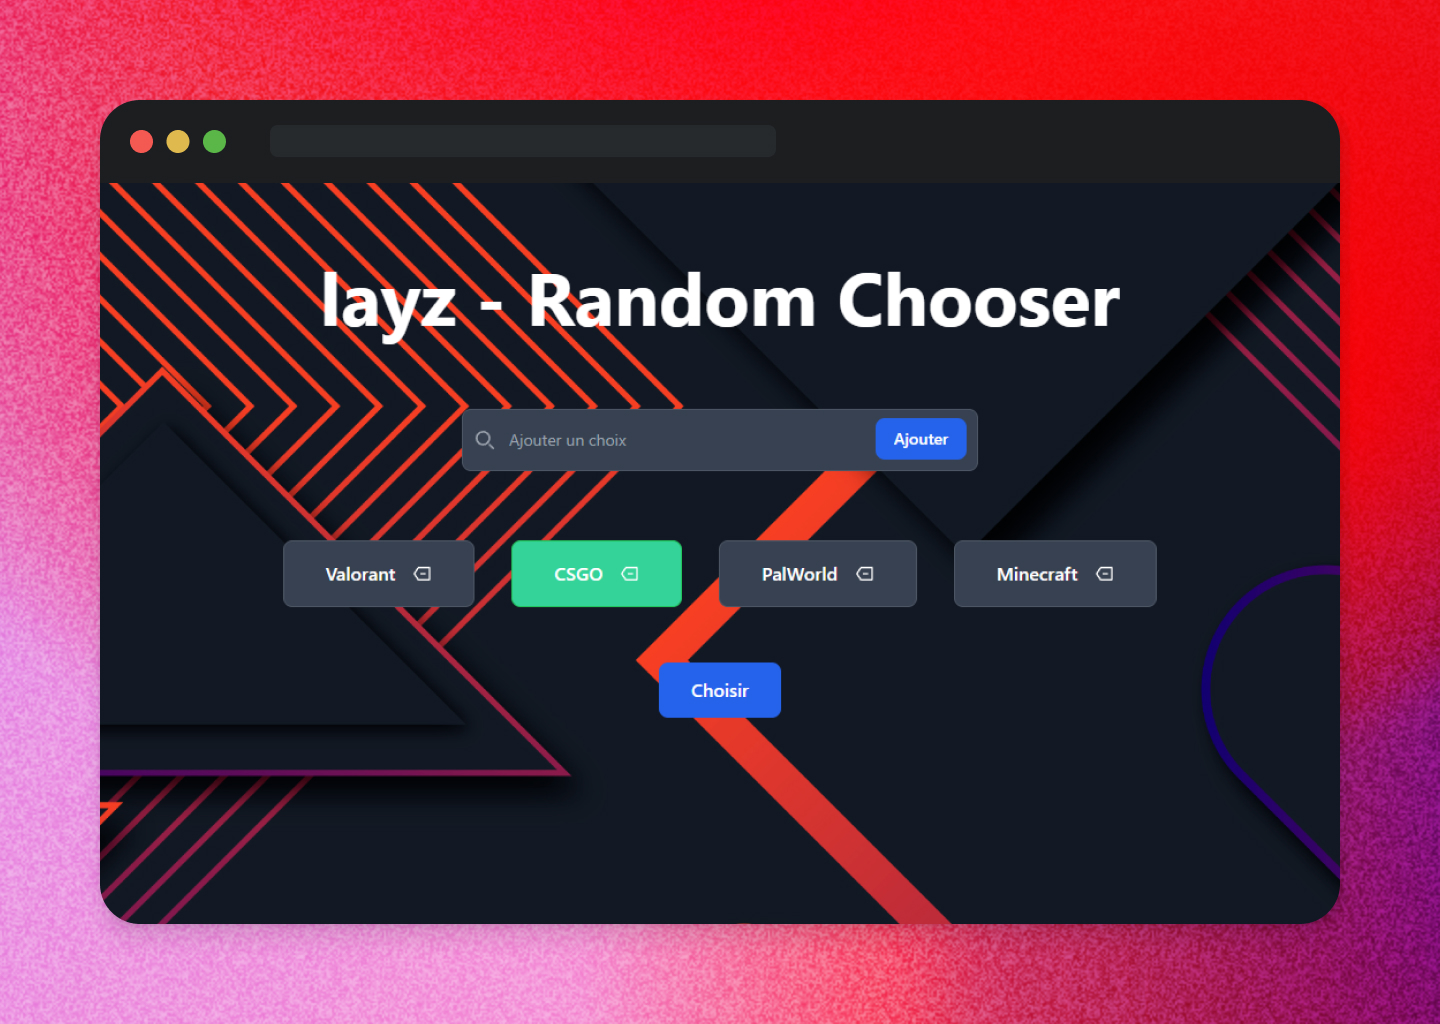 layz - Random Chooser
Ajouter un choix
Ajouter
Valorant
CSGO
PalWorld
Minecraft
Choisir